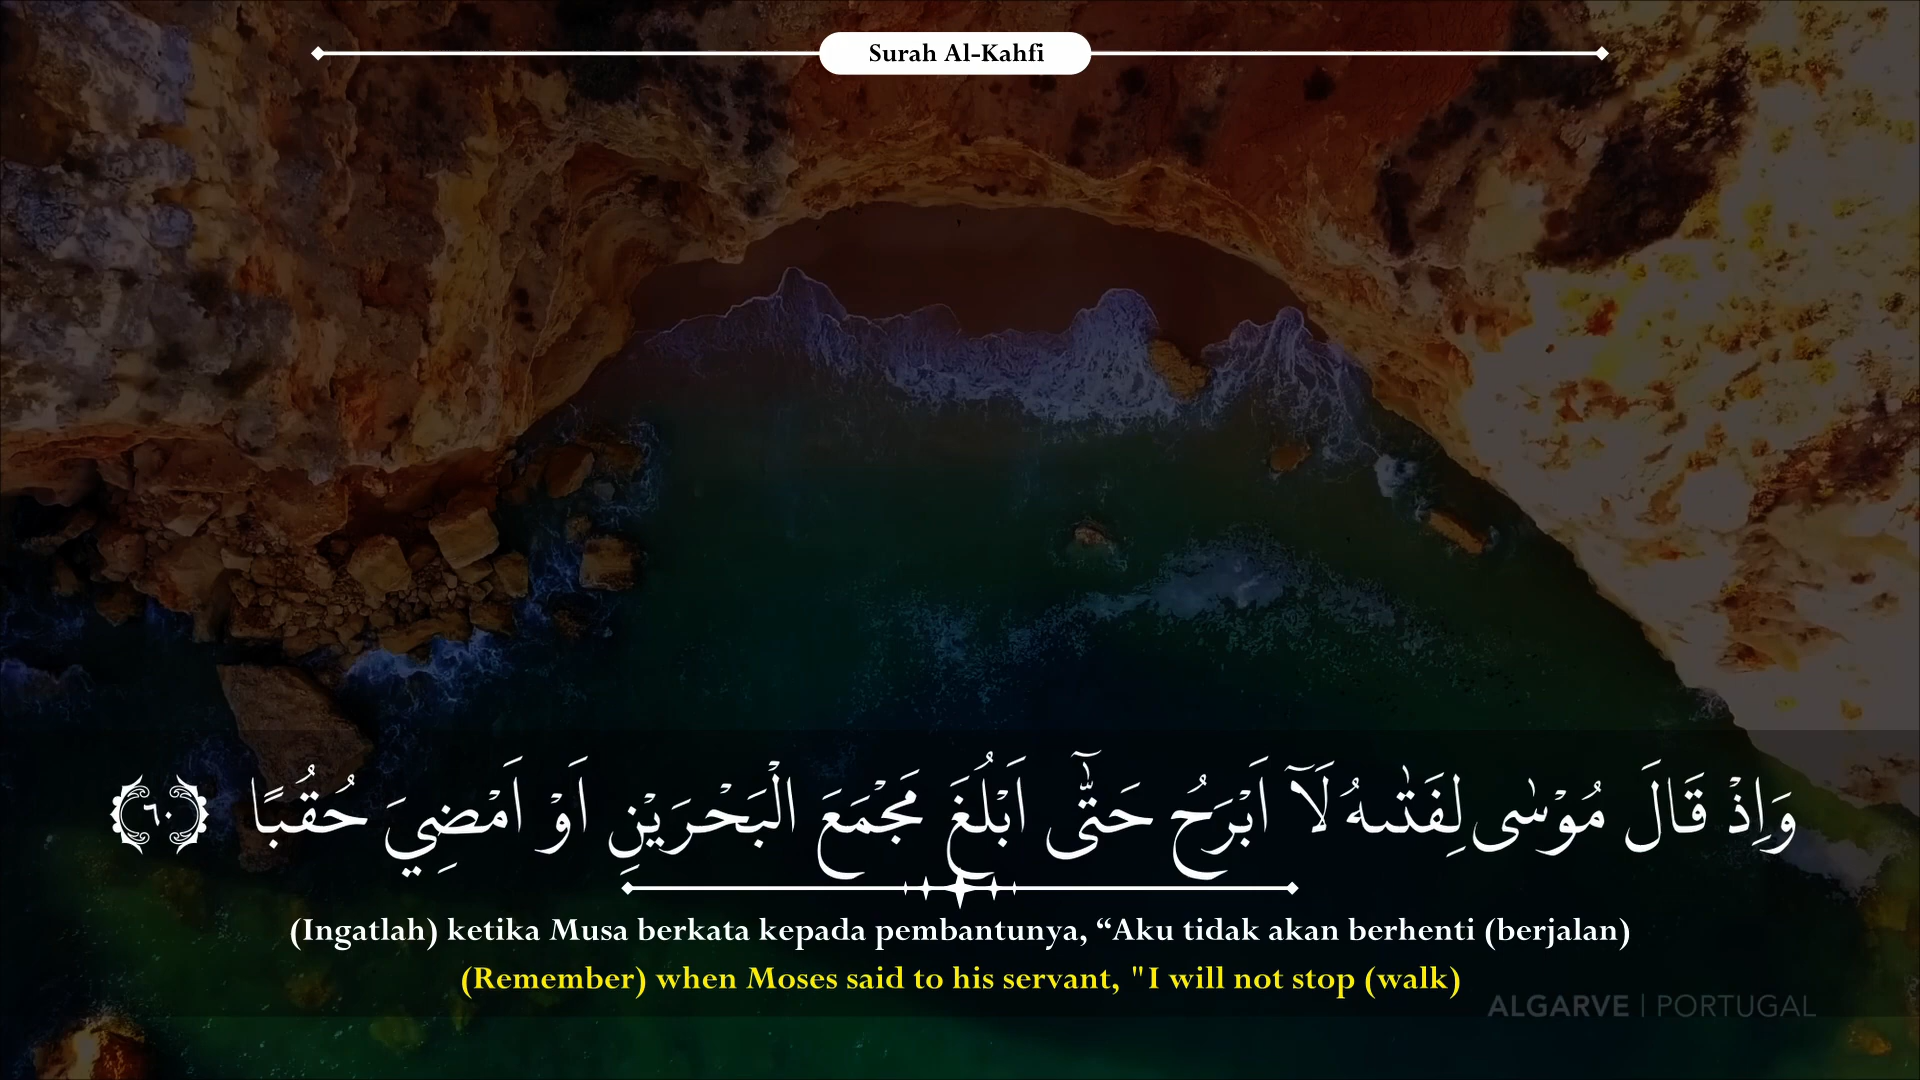 Surah Al-Kahfi
وَاِذْ قَالَ مُوْسٰى لِفَتٰىهُ لَآ اَبْرَحُ حَتّٰٓى اَبْلُغَ مَجْمَعَ الْبَحْرَيْنِ اَوْ اَمْضِيَ حُقُبًا ٦٠
(Ingatlah) ketika Musa berkata kepada pembantunya, “Aku tidak akan berhenti (berjalan)
(Remember) when Moses said to his servant, "I will not stop (walk)
ALGARVE | PORTUGAL